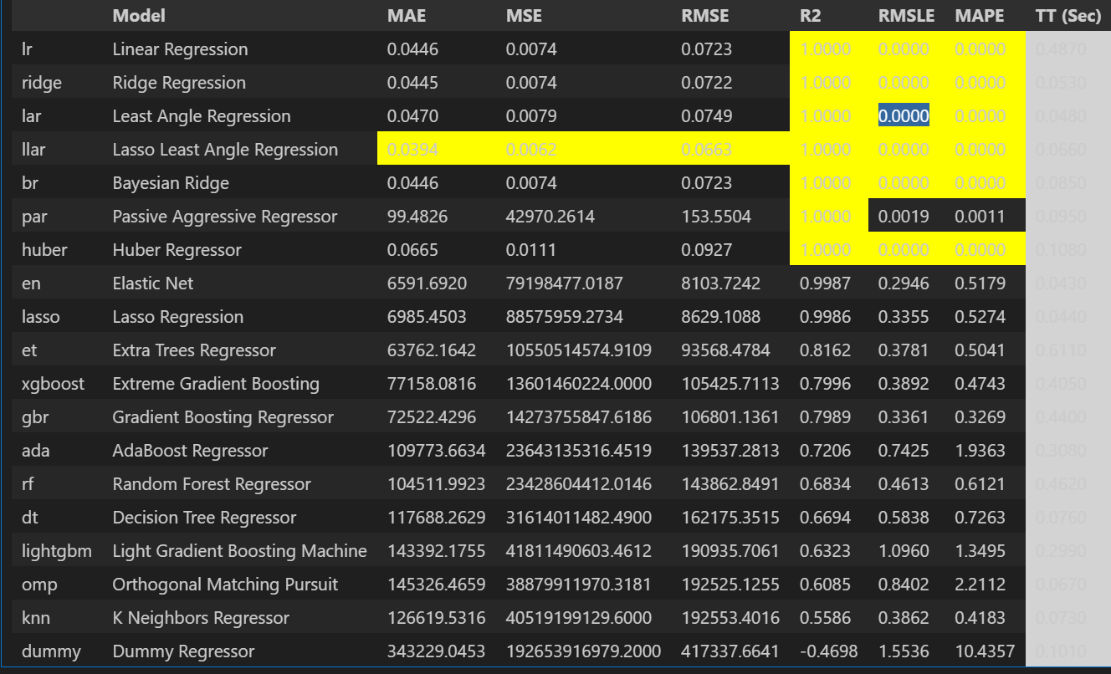 Model MAE MSE RMSE R2 RMSLE MAPE TT (Sec)
lr Linear Regression 0.0446 0.0074 0.0723 1.0000 0.0000 0.0000 0.4870
ridge Ridge Regression 0.0445 0.0074 0.0722 1.0000 0.0000 0.0000 0.0530
lar Least Angle Regression 0.0470 0.0079 0.0749 1.0000 0.0000 0.0000 0.0480
llar Lasso Least Angle Regression 0.0394 0.0062 0.0663 1.0000 0.0000 0.0000 0.0660
br Bayesian Ridge 0.0446 0.0074 0.0723 1.0000 0.0000 0.0000 0.0850
par Passive Aggressive Regressor 99.4826 42970.2614 153.5504 1.0000 0.0019 0.0011 0.0950
huber Huber Regressor 0.0665 0.0111 0.0927 1.0000 0.0000 0.0000 0.1080
en Elastic Net 6591.6920 79198477.0187 8103.7242 0.9987 0.2946 0.5179 0.0430
lasso Lasso Regression 6985.4503 88575959.2734 8629.1088 0.9986 0.3355 0.5274 0.0440
et Extra Trees Regressor 63762.1642 10550514574.9109 93568.4784 0.8162 0.3781 0.5041 0.6110
xgboost Extreme Gradient Boosting 77158.0816 13601460224.0000 105425.7113 0.7996 0.3892 0.4743 0.4050
gbr Gradient Boosting Regressor 72522.4296 14273755847.6186 106801.1361 0.7989 0.3361 0.3269 0.4400
ada AdaBoost Regressor 109773.6634 23643135316.4519 139537.2813 0.7206 0.7425 1.9363 0.3080
rf Random Forest Regressor 104511.9923 23428604412.0146 143862.8491 0.6834 0.4613 0.6121 0.4620
dt Decision Tree Regressor 117688.2629 31614011482.4900 162175.3515 0.6694 0.5838 0.7263 0.0760
lightgbm Light Gradient Boosting Machine 143392.1755 41811490603.4612 190935.7061 0.6323 1.0960 1.3495 0.2990
omp Orthogonal Matching Pursuit 145326.4659 38879911970.3181 192525.1255 0.6085 0.8402 2.2112 0.0670
knn K Neighbors Regressor 126619.5316 40519199129.6000 192553.4016 0.5586 0.3862 0.4183 0.0730
dummy Dummy Regressor 343229.0453 192653916979.2000 417337.6641 -0.4698 1.5536 10.4357 0.1010